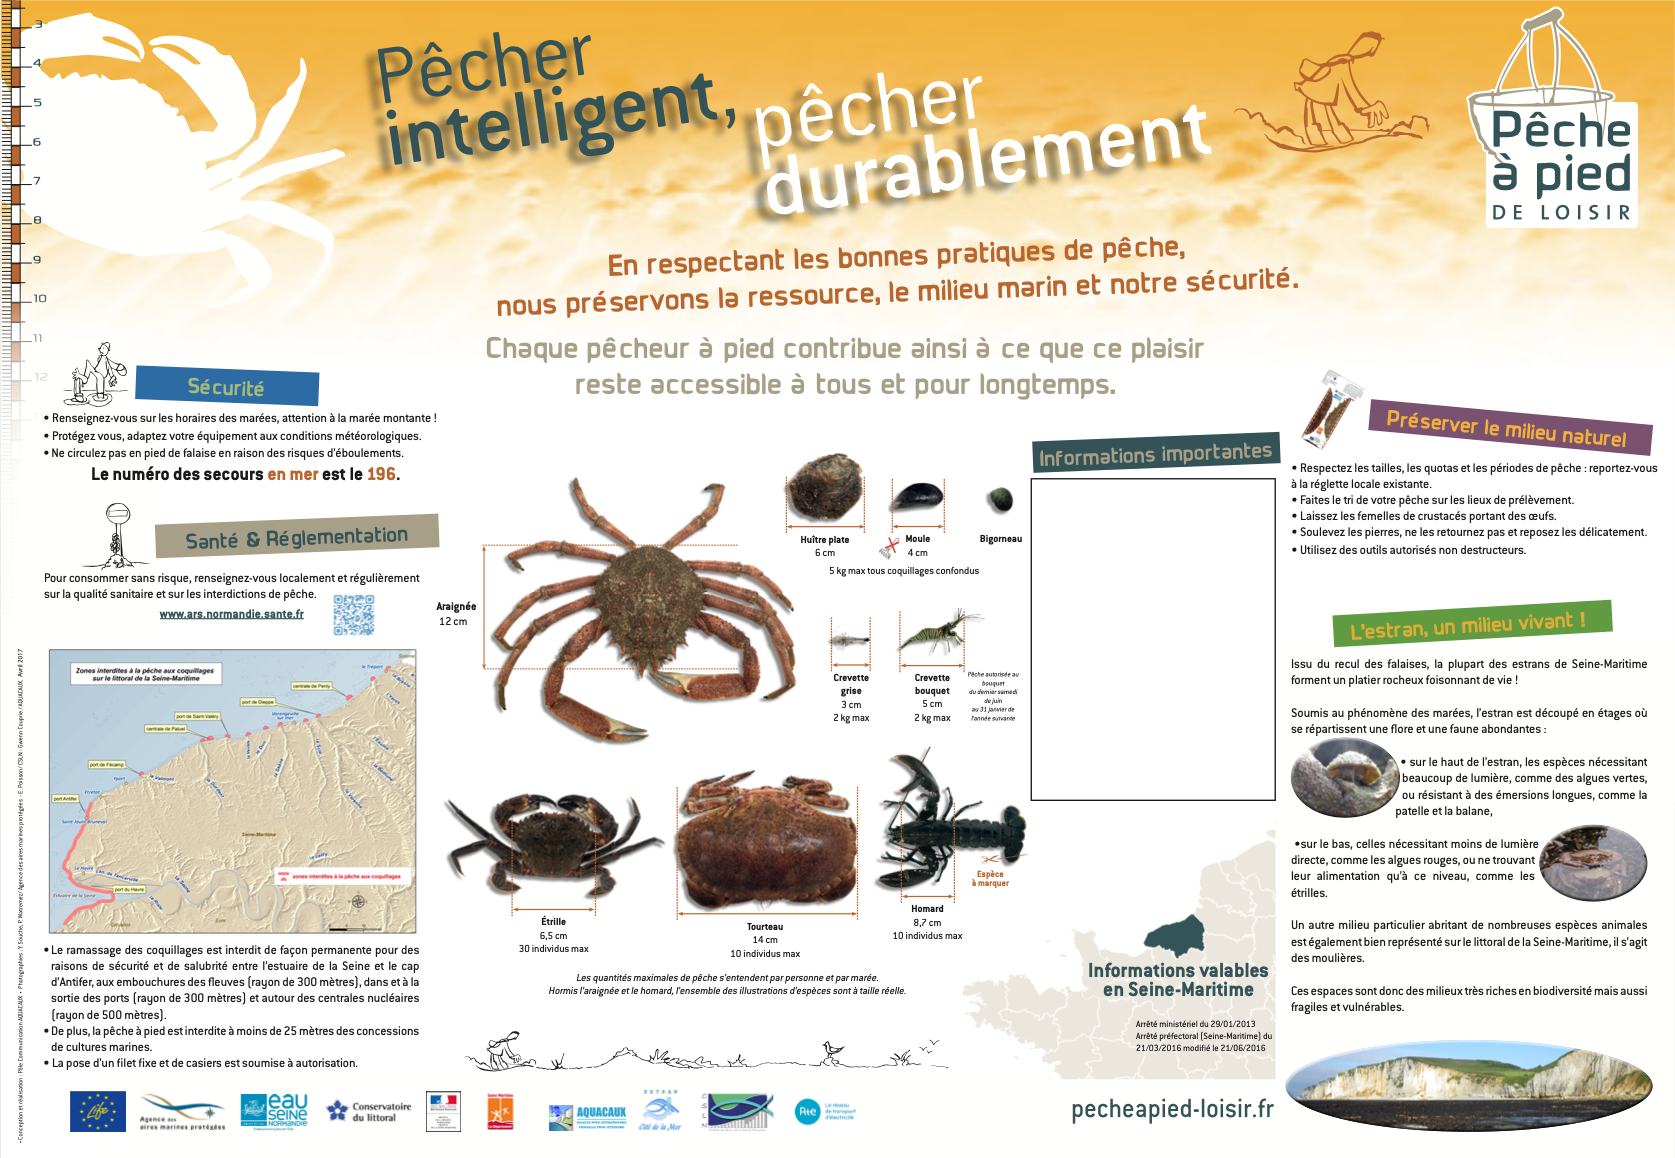 3
4
5
6
7
8
9
10
11
12
Pêcher
intelligent,
pêcher
durablement
Pêche
à pied
DE LOISIR
En respectant les bonnes pratiques de pêche,
nous préservons la ressource, le milieu marin et notre sécurité.
Chaque pêcheur à pied contribue ainsi à ce que ce plaisir
reste accessible à tous et pour longtemps.
Sécurité
• Renseignez-vous sur les horaires des marées, attention à la marée montante !
• Protégez vous, adaptez votre équipement aux conditions météorologiques.
• Ne circulez pas en pied de falaise en raison des risques d'éboulements.
Le numéro des secours en mer est le 196.
Santé & Réglementation
Pour consommer sans risque, renseignez-vous localement et régulièrement
sur la qualité sanitaire et sur les interdictions de pêche.
www.ars.normandie.sante.fr
Zones interdites à la pêche aux coquillages
sur le littoral de la Seine-Maritime
le Tréport
centrale de Penly
port de Dieppe
port de Saint-Valéry
centrale de Paluel
port de Fécamp
Yport
Etretat
port Antifer
Saint-Jouin-Bruneval
Seine-Maritime
Le Havre
port du Havre
Estuaire de la Seine
la Seine
Eure
Calvados
zones interdites à la pêche aux coquillages
• Le ramassage des coquillages est interdit de façon permanente pour des
raisons de sécurité et de salubrité entre l'estuaire de la Seine et le cap
d'Antifer, aux embouchures des fleuves (rayon de 300 mètres), dans et à la
sortie des ports (rayon de 300 mètres) et autour des centrales nucléaires
(rayon de 500 mètres).
• De plus, la pêche à pied est interdite à moins de 25 mètres des concessions
de cultures marines.
• La pose d'un filet fixe et de casiers est soumise à autorisation.
Araignée
12 cm
Huître plate
6 cm
Moule
4 cm
Bigorneau
5 kg max tous coquillages confondus
Crevette
grise
3 cm
2 kg max
Crevette
bouquet
5 cm
2 kg max
Pêche autorisée au
bouquet
du dernier samedi
de juin
au 31 janvier de
l'année suivante
Étrille
6,5 cm
30 individus max
Tourteau
14 cm
10 individus max
Espèce
à marquer
Homard
8,7 cm
10 individus max
Les quantités maximales de pêche s'entendent par personne et par marée.
Hormis l'araignée et le homard, l'ensemble des illustrations d'espèces sont à taille réelle.
Informations importantes
Informations valables
en Seine-Maritime
Arrêté ministériel du 29/01/2013
Arrêté préfectoral (Seine-Maritime) du
21/03/2016 modifié le 21/06/2016
pecheapied-loisir.fr
Préserver le milieu naturel
• Respectez les tailles, les quotas et les périodes de pêche : reportez-vous
à la réglette locale existante.
• Faites le tri de votre pêche sur les lieux de prélèvement.
• Laissez les femelles de crustacés portant des œufs.
• Soulevez les pierres, ne les retournez pas et reposez les délicatement.
• Utilisez des outils autorisés non destructeurs.
L'estran, un milieu vivant !
Issu du recul des falaises, la plupart des estrans de Seine-Maritime
forment un platier rocheux foisonnant de vie !
Soumis au phénomène des marées, l'estran est découpé en étages où
se répartissent une flore et une faune abondantes :
• sur le haut de l'estran, les espèces nécessitant
beaucoup de lumière, comme des algues vertes,
ou résistant à des émersions longues, comme la
patelle et la balane,
•sur le bas, celles nécessitant moins de lumière
directe, comme les algues rouges, ou ne trouvant
leur alimentation qu'à ce niveau, comme les
étrilles.
Un autre milieu particulier abritant de nombreuses espèces animales
est également bien représenté sur le littoral de la Seine-Maritime, il s'agit
des moulières.
Ces espaces sont donc des milieux très riches en biodiversité mais aussi
fragiles et vulnérables.
Life
Agence des
aires marines protégées
eau
SEINE
NORMANDIE
Conservatoire
du littoral
AQUACAUX
ESTRAN
Cité de la Mer
Rte
Le réseau
de transport
d'électricité